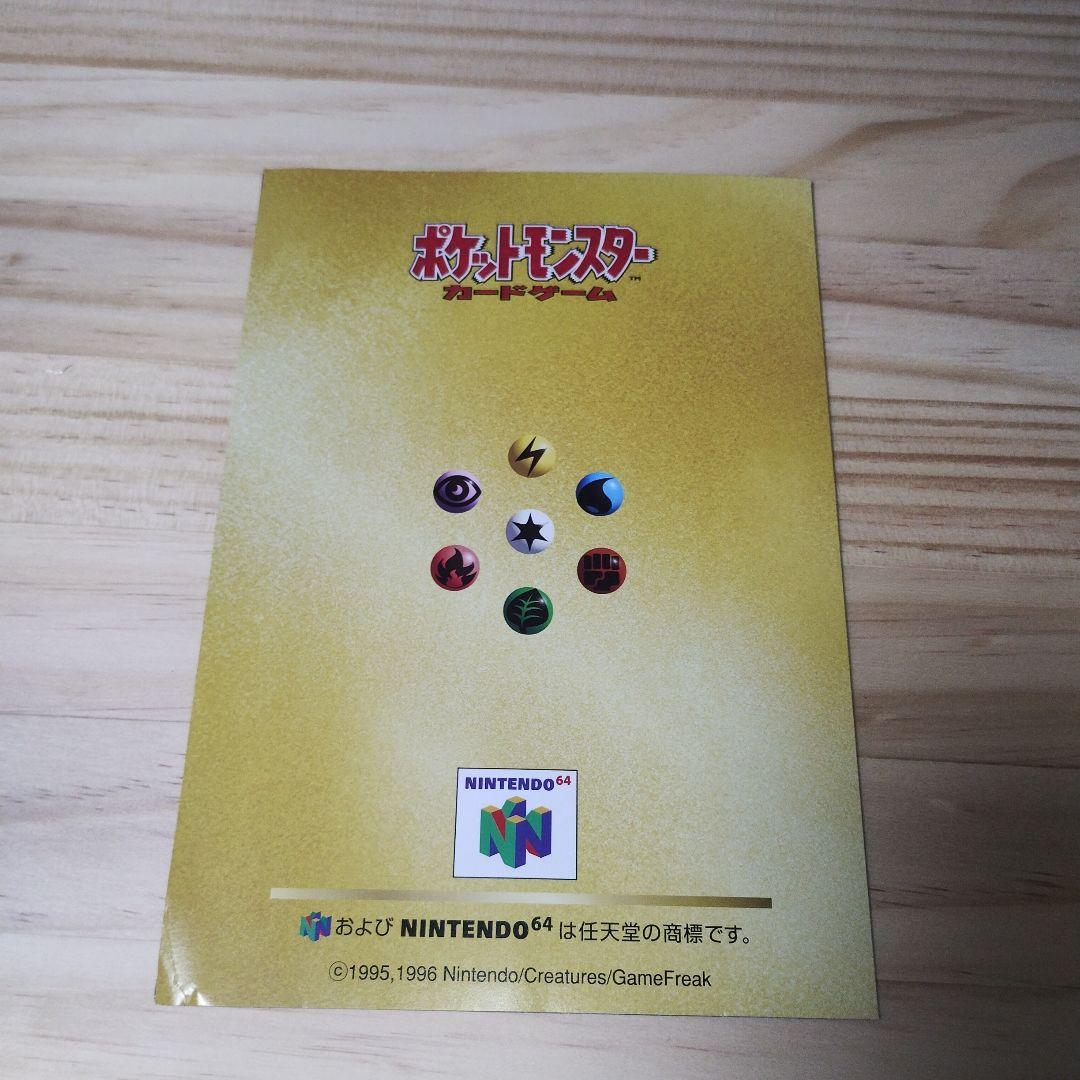 ポケットモンスター™
カードゲーム
NINTENDO64
およびNINTENDO64は任天堂の商標です。
©1995,1996 Nintendo/Creatures/GameFreak